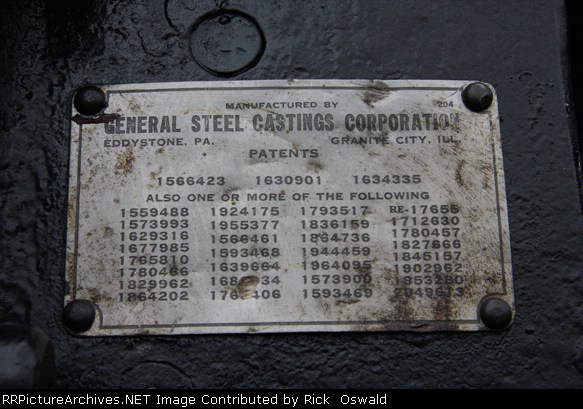 MANUFACTURED BY 204
GENERAL STEEL CASTINGS CORPORATION
EDDYSTONE, PA. GRANITE CITY, ILL.
PATENTS
1566423 1630901 1634335
ALSO ONE OR MORE OF THE FOLLOWING
1559488 1924175 1793517 RE-17655
1573993 1955377 1836159 1712630
1629316 1566461 1864736 1780457
1677985 1593468 1944459 1827666
1765810 1639664 1964095 1845157
1780466 1573900 1902962
1829962 1593469
1864202
RailPicturesArchives.NET Image Contributed by Rick Oswald